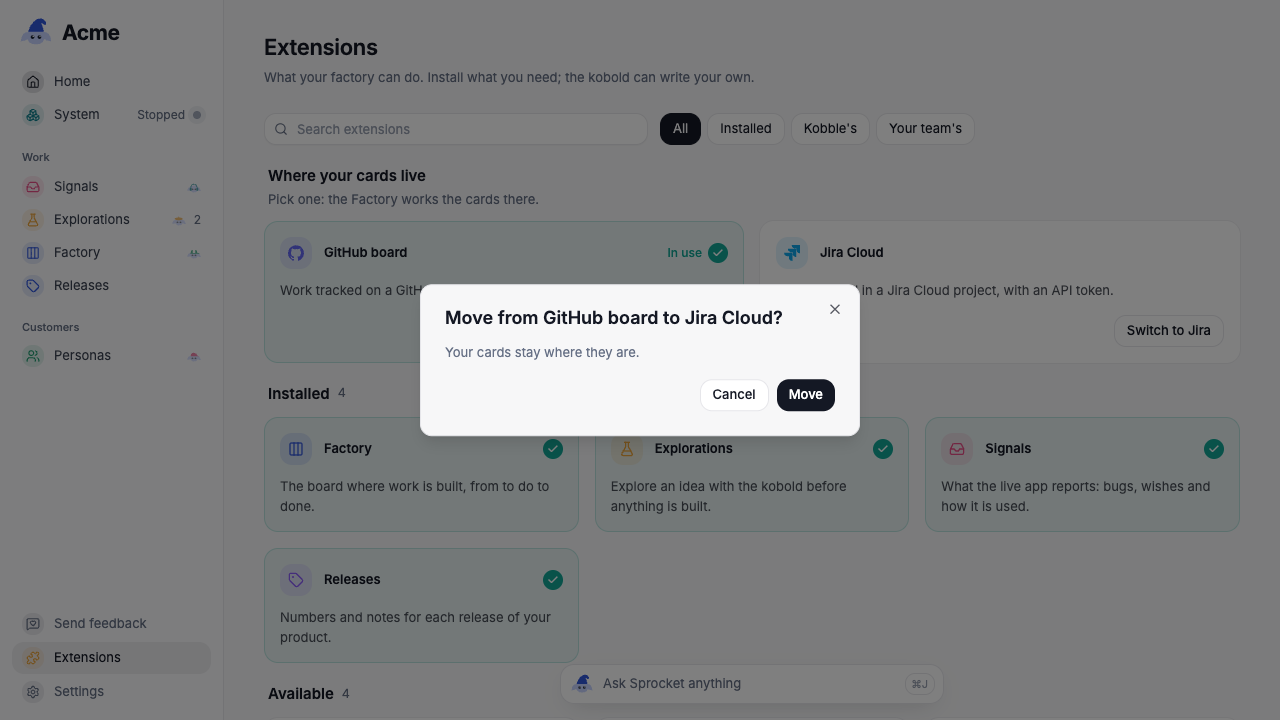 Acme
Home
System Stopped
Work
Signals
Explorations 2
Factory
Releases
Customers
Personas
Send feedback
Extensions
Settings
Extensions
What your factory can do. Install what you need; the kobold can write your own.
Search extensions
All Installed Kobble's Your team's
Where your cards live
Pick one: the Factory works the cards there.
GitHub board In use
Work tracked on a GitH
Jira Cloud
in a Jira Cloud project, with an API token.
Switch to Jira
Move from GitHub board to Jira Cloud?
Your cards stay where they are.
Cancel Move
Installed 4
Factory
The board where work is built, from to do to
done.
Explorations
Explore an idea with the kobold before
anything is built.
Signals
What the live app reports: bugs, wishes and
how it is used.
Releases
Numbers and notes for each release of your
product.
Available 4
Ask Sprocket anything ⌘J